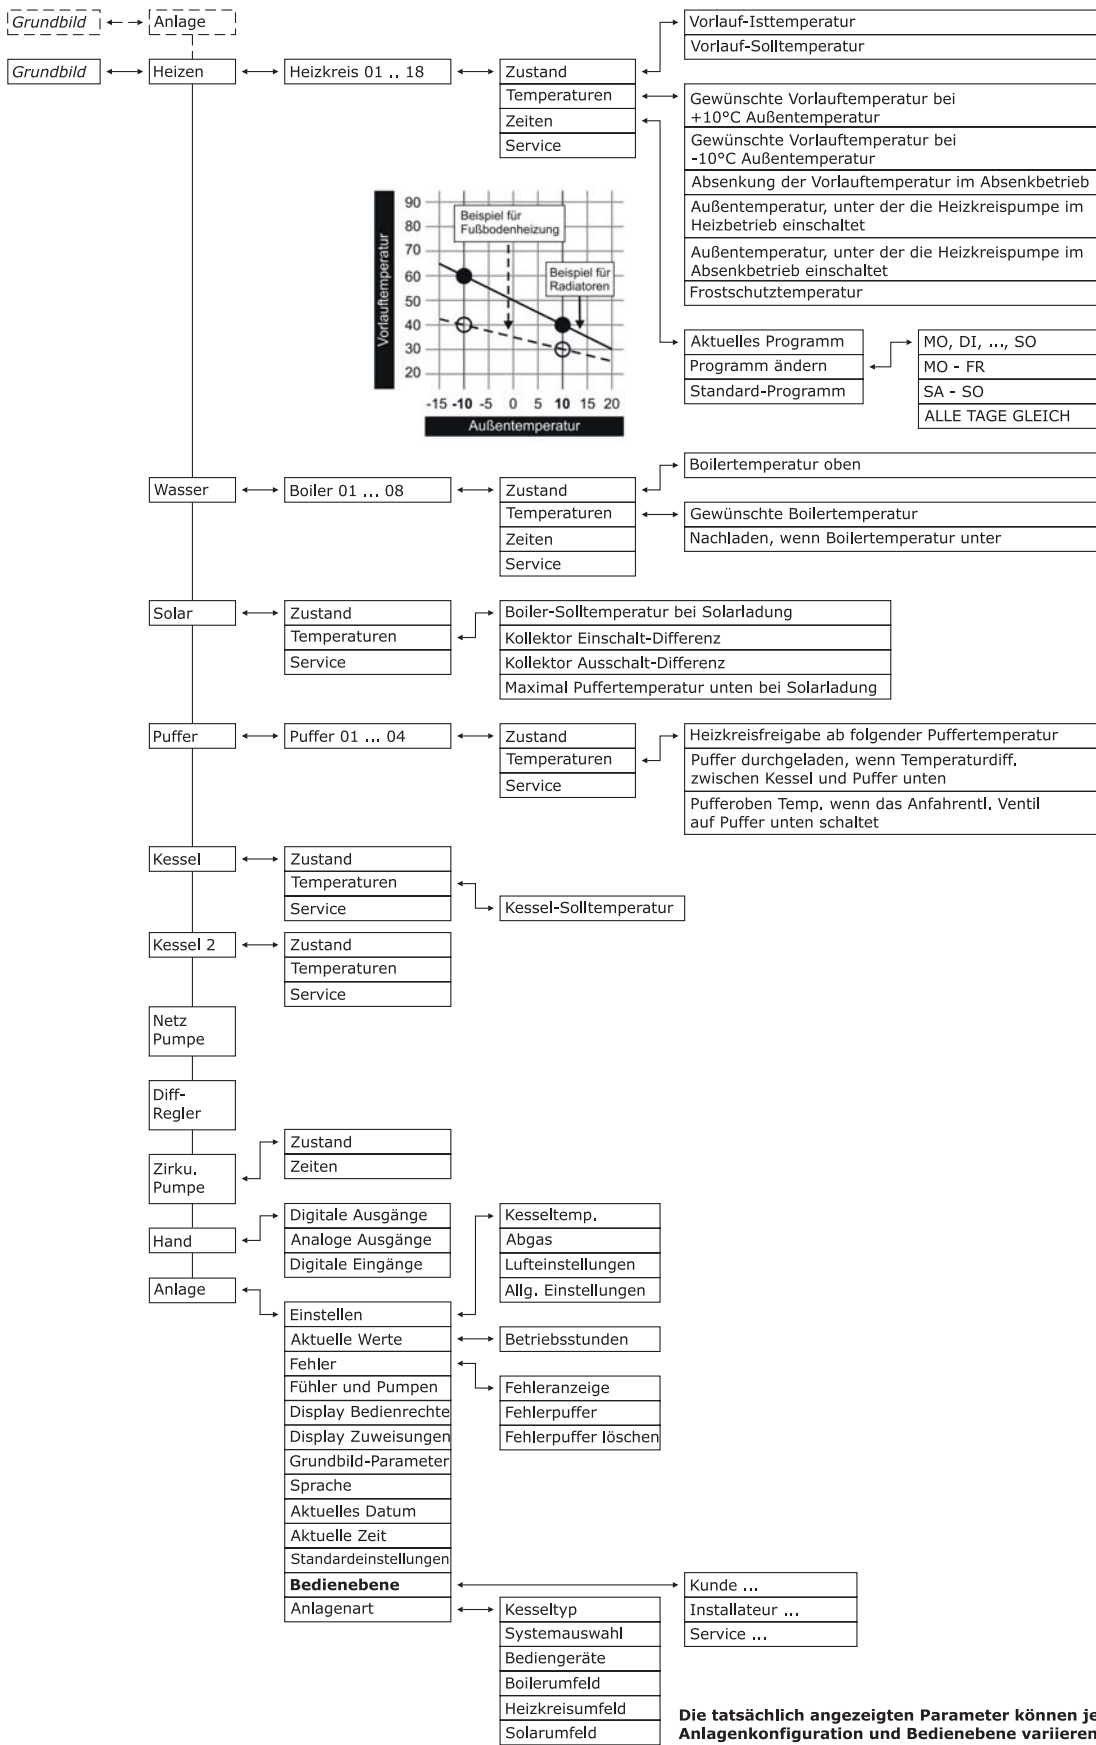 Grundbild
Anlage
Vorlauf-Isttemperatur
Vorlauf-Solltemperatur
Grundbild
Heizen
Heizkreis 01 .. 18
Zustand
Temperaturen
Zeiten
Service
Gewünschte Vorlauftemperatur bei
+10°C Außentemperatur
Gewünschte Vorlauftemperatur bei
-10°C Außentemperatur
Absenkung der Vorlauftemperatur im Absenkbetrieb
Außentemperatur, unter der die Heizkreispumpe im
Heizbetrieb einschaltet
Außentemperatur, unter der die Heizkreispumpe im
Absenkbetrieb einschaltet
Frostschutztemperatur
Vorlauftemperatur
90
80
70
60
50
40
30
20
Beispiel für
Fußbodenheizung
Beispiel für
Radiatoren
-15 -10 -5 0 5 10 15 20
Außentemperatur
Aktuelles Programm
Programm ändern
Standard-Programm
MO, DI, ..., SO
MO - FR
SA - SO
ALLE TAGE GLEICH
Wasser
Boiler 01 ... 08
Zustand
Temperaturen
Zeiten
Service
Boilertemperatur oben
Gewünschte Boilertemperatur
Nachladen, wenn Boilertemperatur unter
Solar
Zustand
Temperaturen
Service
Boiler-Solltemperatur bei Solarladung
Kollektor Einschalt-Differenz
Kollektor Ausschalt-Differenz
Maximal Puffertemperatur unten bei Solarladung
Puffer
Puffer 01 ... 04
Zustand
Temperaturen
Service
Heizkreisfreigabe ab folgender Puffertemperatur
Puffer durchgeladen, wenn Temperaturdiff.
zwischen Kessel und Puffer unten
Pufferoben Temp. wenn das Anfahrentl. Ventil
auf Puffer unten schaltet
Kessel
Zustand
Temperaturen
Service
Kessel-Solltemperatur
Kessel 2
Zustand
Temperaturen
Service
Netz
Pumpe
Diff-
Regler
Zirku.
Pumpe
Zustand
Zeiten
Hand
Digitale Ausgänge
Analoge Ausgänge
Digitale Eingänge
Anlage
Einstellen
Aktuelle Werte
Fehler
Fühler und Pumpen
Display Bedienrechte
Display Zuweisungen
Grundbild-Parameter
Sprache
Aktuelles Datum
Aktuelle Zeit
Standardeinstellungen
Bedienebene
Anlagenart
Kesseltemp.
Abgas
Lufteinstellungen
Allg. Einstellungen
Betriebsstunden
Fehleranzeige
Fehlerpuffer
Fehlerpuffer löschen
Kunde ...
Installateur ...
Service ...
Kesseltyp
Systemauswahl
Bediengeräte
Boilerumfeld
Heizkreisumfeld
Solarumfeld
Die tatsächlich angezeigten Parameter können je
Anlagenkonfiguration und Bedienebene variieren